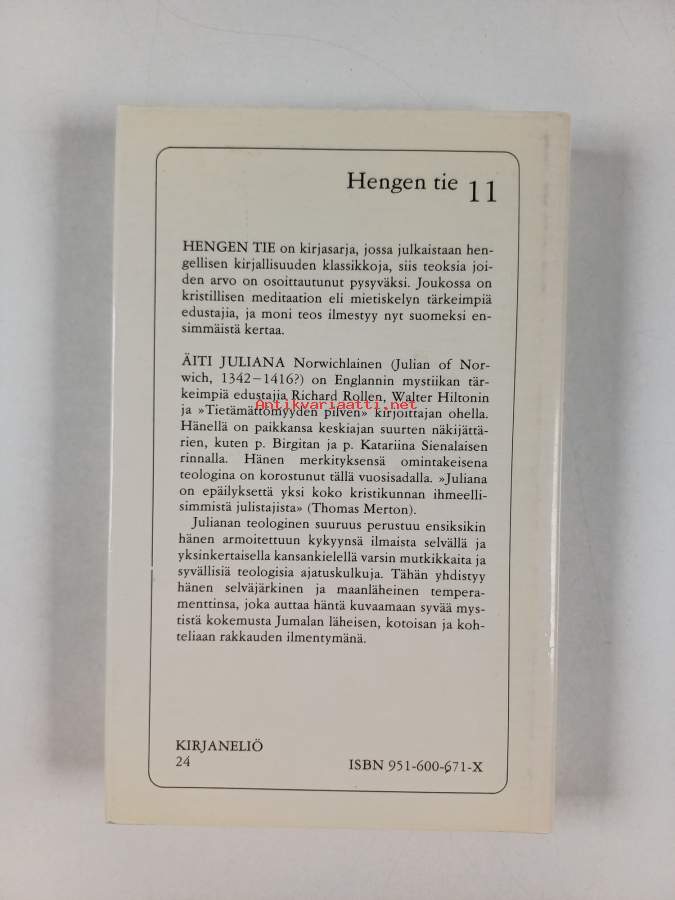 Hengen tie 11
HENGEN TIE on kirjasarja, jossa julkaistaan hen-
gellisen kirjallisuuden klassikkoja, siis teoksia joi-
den arvo on osoittautunut pysyväksi. Joukossa on
kristillisen meditaation eli mietiskelyn tärkeimpiä
edustajia, ja moni teos ilmestyy nyt suomeksi en-
simmäistä kertaa.
ÄITI JULIANA Norwichlainen (Julian of Nor-
wich, 1342–1416?) on Englannin mystiikan tär-
keimpiä edustajia Richard Rollen, Walter Hiltonin
Antikvariaatti.net
ja »Tietämättömyyden pilven» kirjoittajan ohella.
Hänellä on paikkansa keskiajan suurten näkijättä-
rien, kuten p. Birgitan ja p. Katariina Sienalaisen
rinnalla. Hänen merkityksensä omintakeisena
teologina on korostunut tällä vuosisadalla. »Juliana
on epäilyksettä yksi koko kristikunnan ihmeelli-
simmistä julistajista» (Thomas Merton).
Julianan teologinen suuruus perustuu ensiksikin
hänen armoitettuun kykyynsä ilmaista selvällä ja
yksinkertaisella kansankielellä varsin mutkikkaita ja
syvällisiä teologisia ajatuskulkuja. Tähän yhdistyy
hänen selväjärkinen ja maanläheinen tempera-
menttinsa, joka auttaa häntä kuvaamaan syvää mys-
tistä kokemusta Jumalan läheisen, kotoisan ja koh-
teliaan rakkauden ilmentymänä.
KIRJANELIÖ
24
ISBN 951-600-671-X